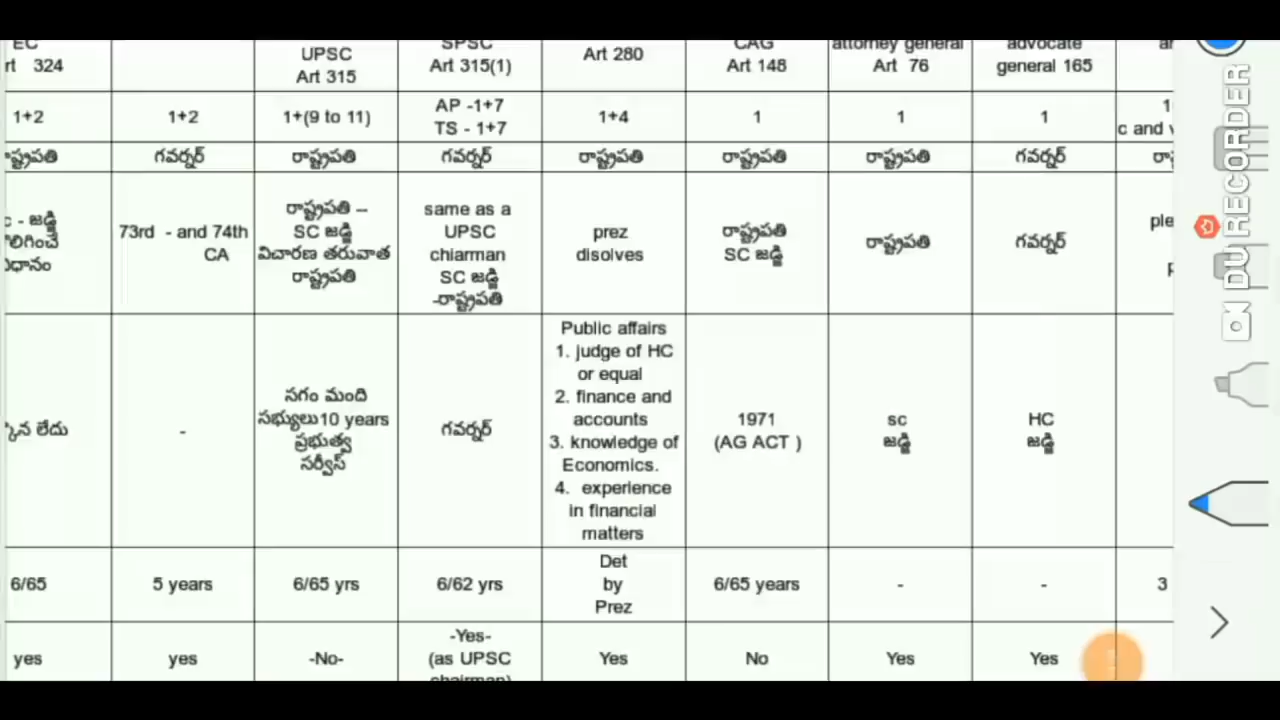 EC
rt 324
UPSC
Art 315
SPSC
Art 315(1)
Art 280
CAG
Art 148
attorney general
Art 76
advocate
general 165
1+2
1+2
1+(9 to 11)
AP -1+7
TS - 1+7
1+4
1
1
1
1
c and v
ాష్ట్రపతి
గవర్నర్
రాష్ట్రపతి
గవర్నర్
రాష్ట్రపతి
రాష్ట్రపతి
రాష్ట్రపతి
గవర్నర్
రా
c - జడ్జి
ొలిగించే
విధానం
73rd - and 74th
CA
రాష్ట్రపతి --
SC జడ్జి
విచారణ తరువాత
రాష్ట్రపతి
same as a
UPSC
chiarman
SC జడ్జి
-రాష్ట్రపతి
prez
disolves
రాష్ట్రపతి
SC జడ్జి
రాష్ట్రపతి
గవర్నర్
ple
p
లేదు
-
సగం మంది
సభ్యులు10 years
ప్రభుత్వ
సర్వీస్
గవర్నర్
Public affairs
1. judge of HC
or equal
2. finance and
accounts
3. knowledge of
Economics.
4. experience
in financial
matters
1971
(AG ACT )
sc
జడ్జి
HC
జడ్జి
6/65
5 years
6/65 yrs
6/62 yrs
Det
by
Prez
6/65 years
-
-
3
yes
yes
-No-
-Yes-
(as UPSC
chairman)
Yes
No
Yes
Yes
DU RECORDER